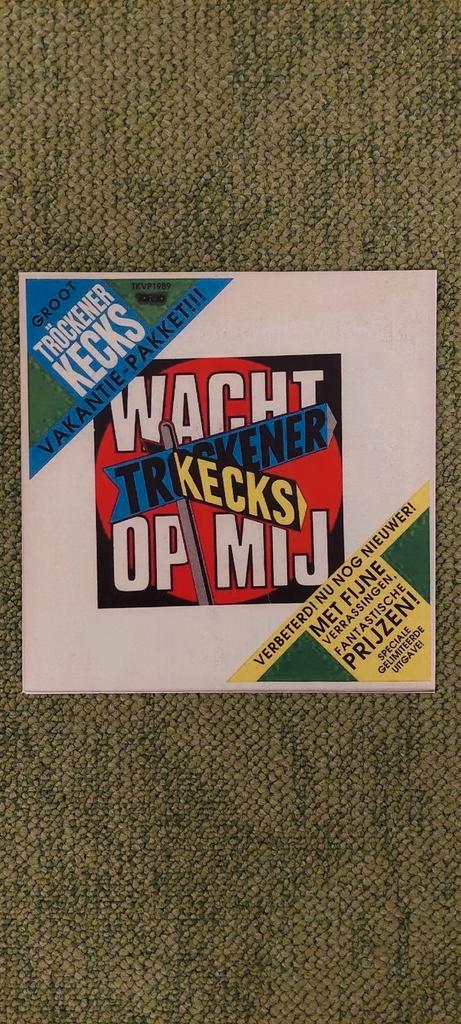 GROOT
TRÖCKENER
KECKS
VAKANTIE-PAKKET!!!
TKVP1989
WACHT
TRÖCKENER
KECKS
OP MIJ
VERBETERD! NU NOG NIEUWER!
MET FIJNE
VERRASSINGEN
FANTASTISCHE
PRIJZEN!
SPECIALE
GELIMITEERDE
UITGAVE!